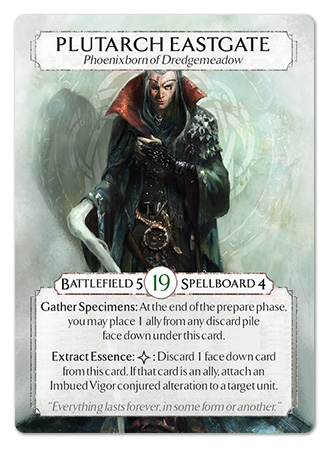 PLUTARCH EASTGATE
Phoenixborn of Dredgemeadow
BATTLEFIELD 5 19 SPELLBOARD 4
Gather Specimens: At the end of the prepare phase,
you may place 1 ally from any discard pile
face down under this card.
Extract Essence: : Discard 1 face down card
from this card. If that card is an ally, attach an
Imbued Vigor conjured alteration to a target unit.
"Everything lasts forever, in some form or another."